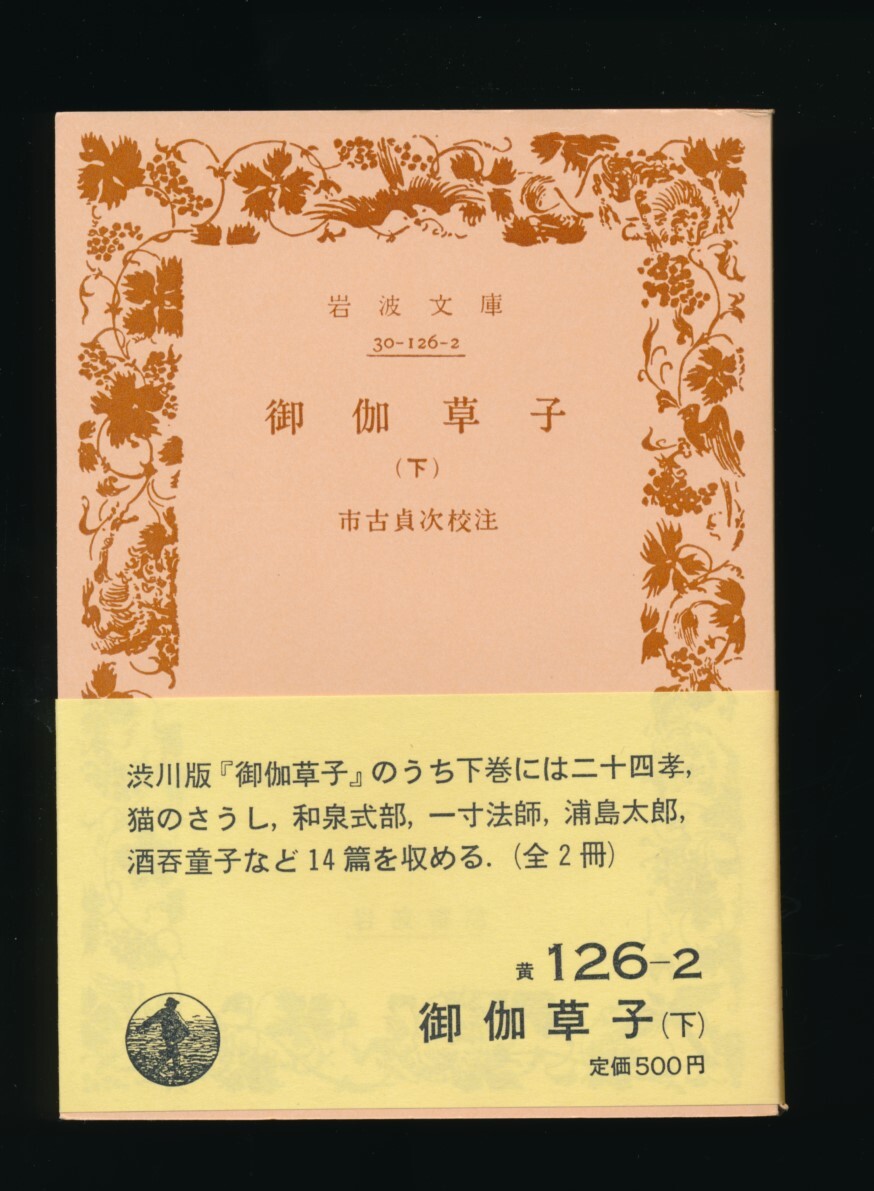 岩波文庫
30-126-2
御伽草子
(下)
市古貞次校注
渋川版『御伽草子』のうち下巻には二十四孝,
猫のさうし, 和泉式部, 一寸法師, 浦島太郎,
酒呑童子など14篇を収める. (全2冊)
黄 126-2
御伽草子(下)
定価500円